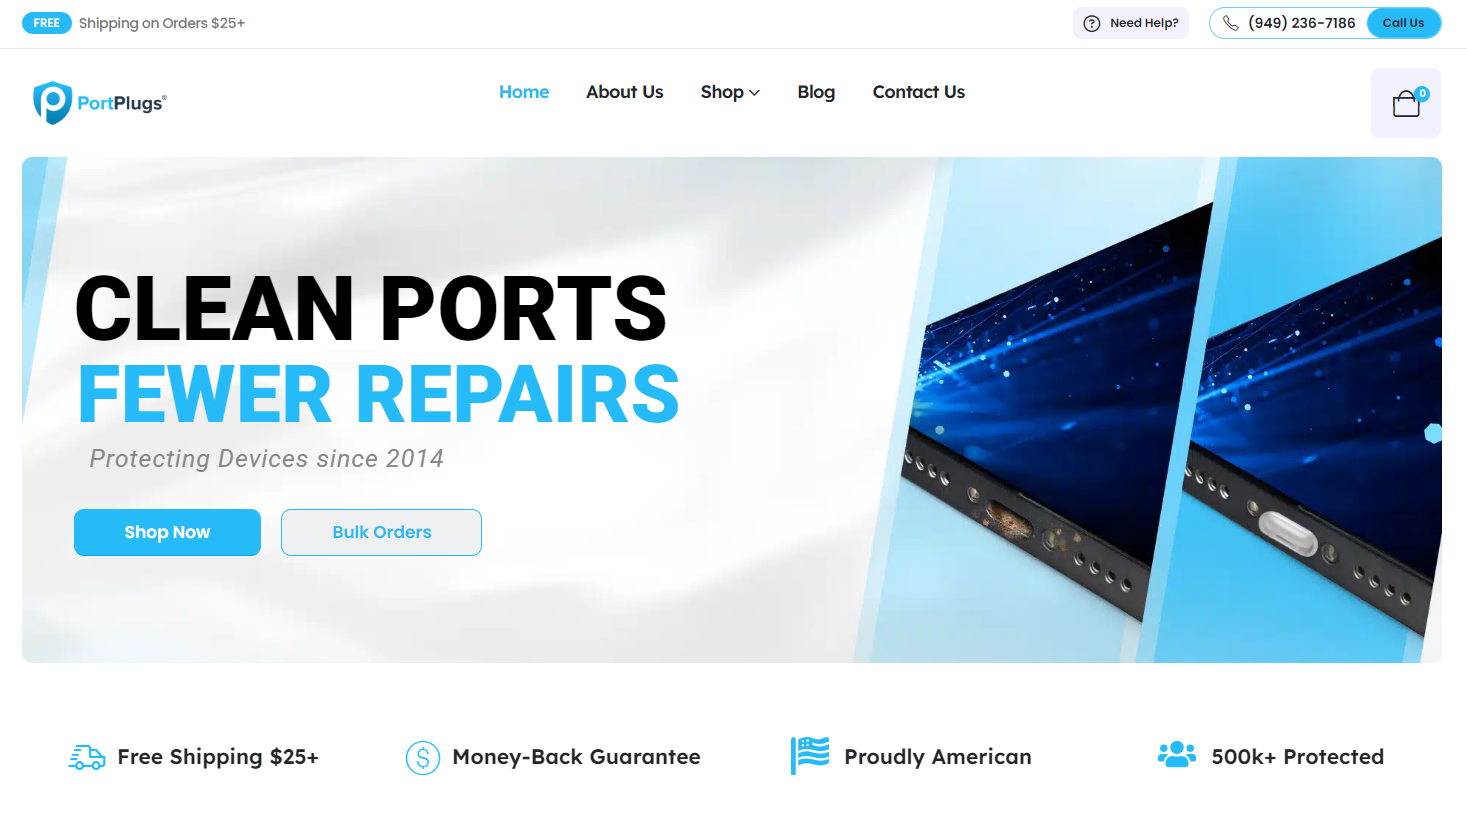 FREE Shipping on Orders $25+
Need Help?
(949) 236-7186
Call Us
PortPlugs®
Home
About Us
Shop
Blog
Contact Us
0
CLEAN PORTS
FEWER REPAIRS
Protecting Devices since 2014
Shop Now
Bulk Orders
Free Shipping $25+
Money-Back Guarantee
Proudly American
500k+ Protected